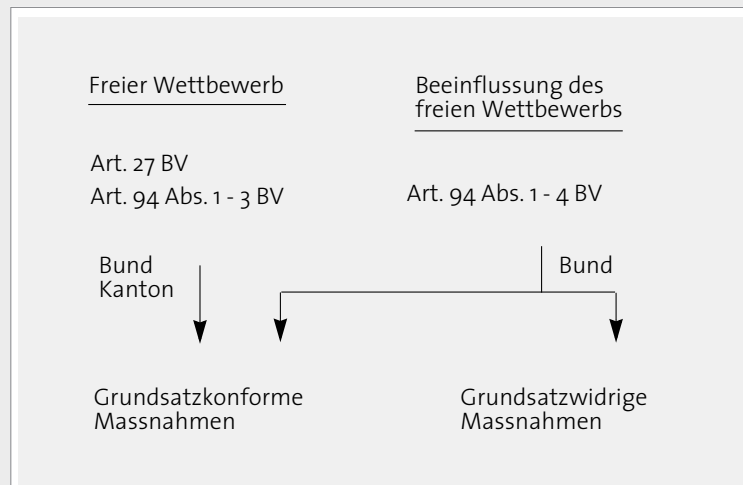 Freier Wettbewerb
Beeinflussung des
freien Wettbewerbs
Art. 27 BV
Art. 94 Abs. 1 - 3 BV
Art. 94 Abs. 1 - 4 BV
Bund
Kanton
Bund
Grundsatzkonforme
Massnahmen
Grundsatzwidrige
Massnahmen